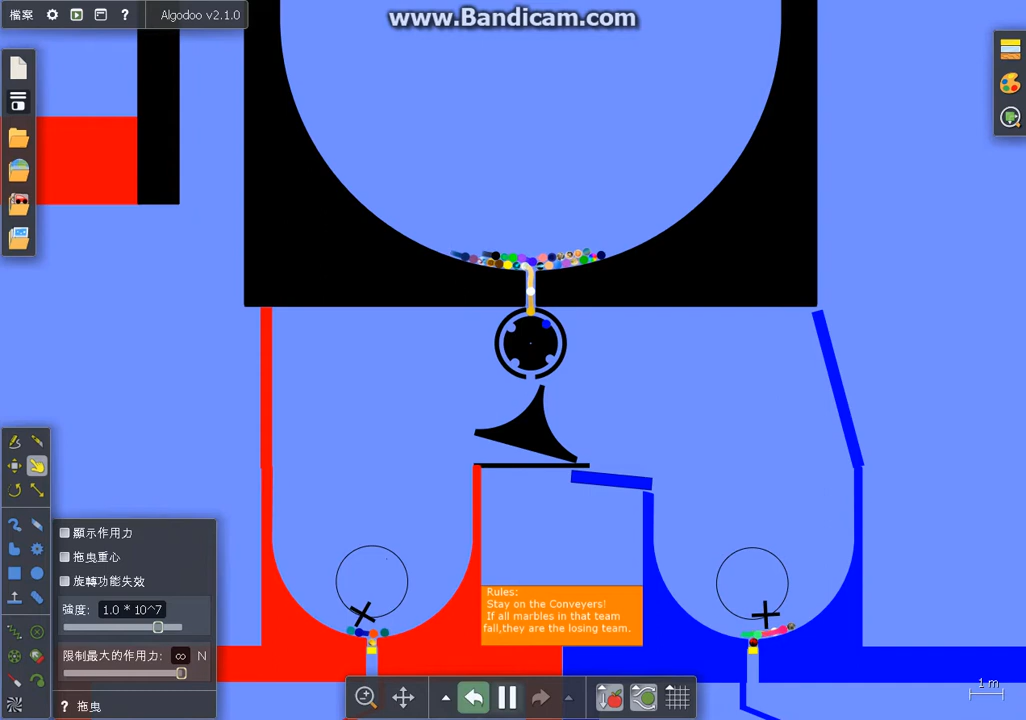 www.Bandicam.com
檔案
?
Algodoo v2.1.0
顯示作用力
拖曳重心
旋轉功能失效
強度: 1.0 * 10^7
限制最大的作用力: ∞ N
? 拖曳
Rules:
Stay on the Conveyers!
If all marbles in that team
fall,they are the losing team.
1 m